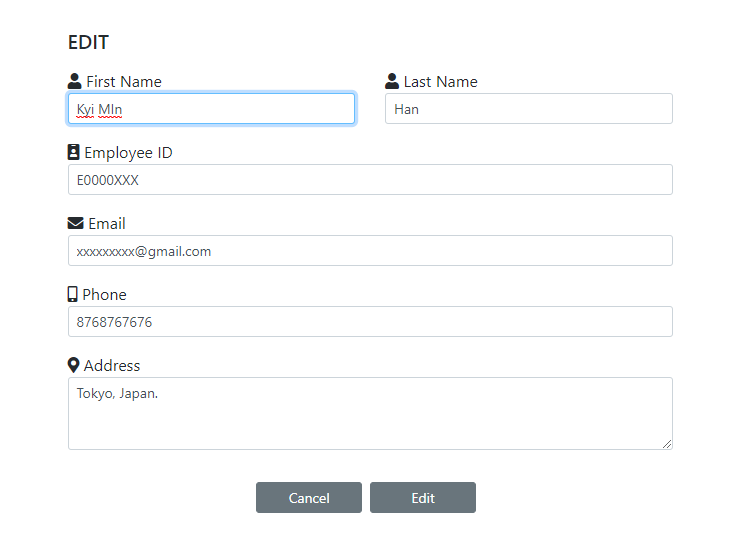 EDIT
First Name Last Name
Kyi MIn Han
Employee ID
E0000XXX
Email
xxxxxxxxx@gmail.com
Phone
8768767676
Address
Tokyo, Japan.
Cancel Edit